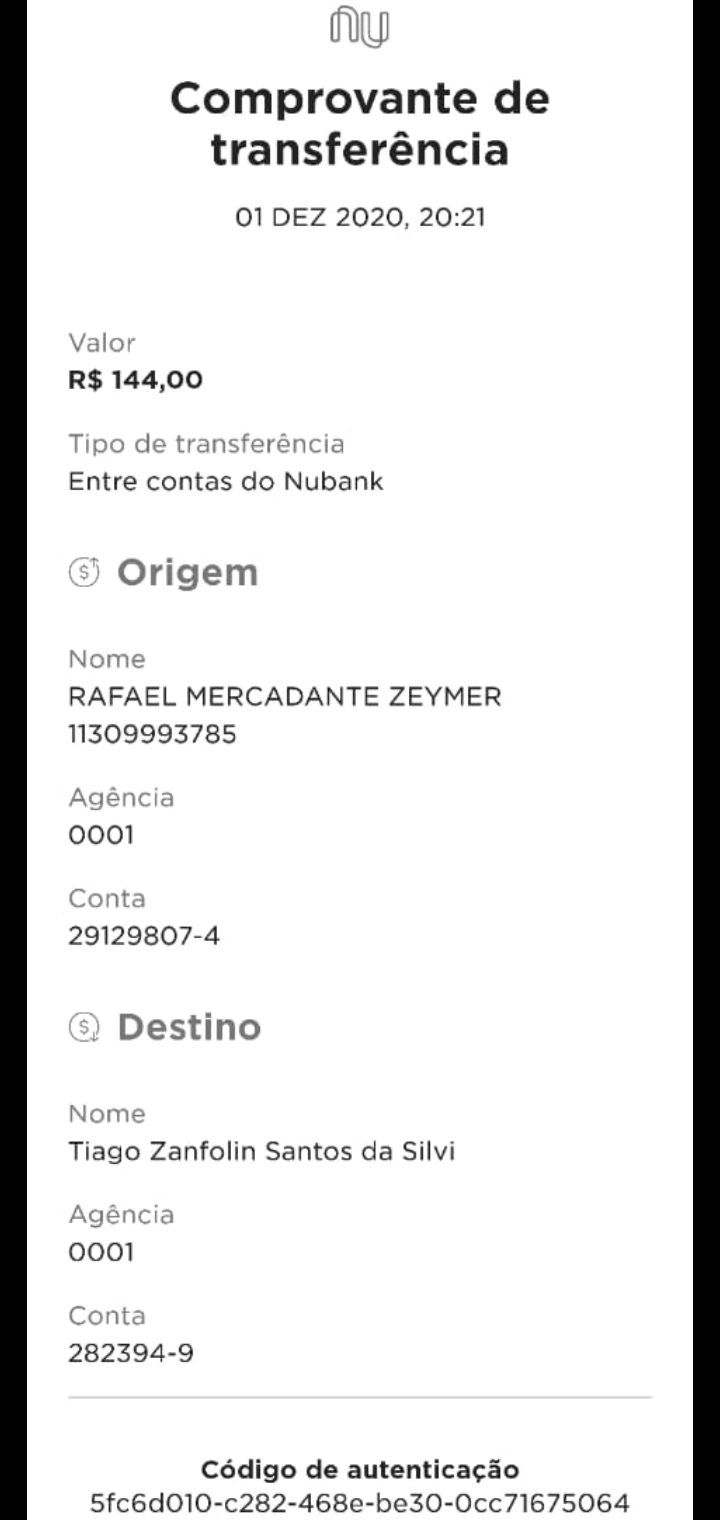 nu
Comprovante de
transferência
01 DEZ 2020, 20:21
Valor
R$ 144,00
Tipo de transferência
Entre contas do Nubank
Origem
Nome
RAFAEL MERCADANTE ZEYMER
11309993785
Agência
0001
Conta
29129807-4
Destino
Nome
Tiago Zanfolin Santos da Silvi
Agência
0001
Conta
282394-9
Código de autenticação
5fc6d010-c282-468e-be30-0cc71675064